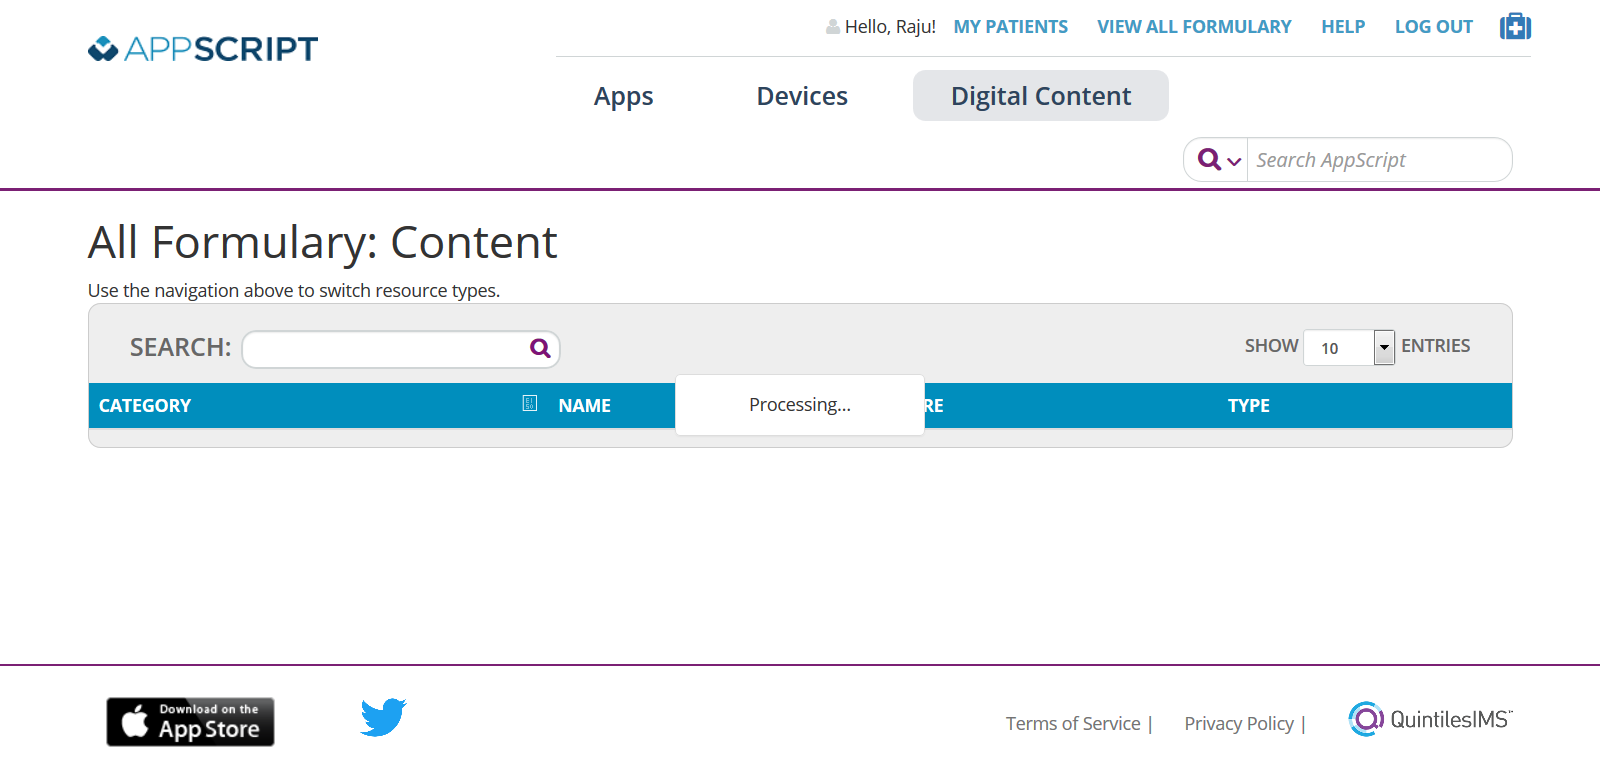 APPSCRIPT
Hello, Raju! MY PATIENTS VIEW ALL FORMULARY HELP LOG OUT
Apps Devices Digital Content
Search AppScript
All Formulary: Content
Use the navigation above to switch resource types.
SEARCH: SHOW 10 ENTRIES
CATEGORY NAME Processing... RE TYPE
Download on the
App Store
Terms of Service | Privacy Policy | QuintilesIMS™